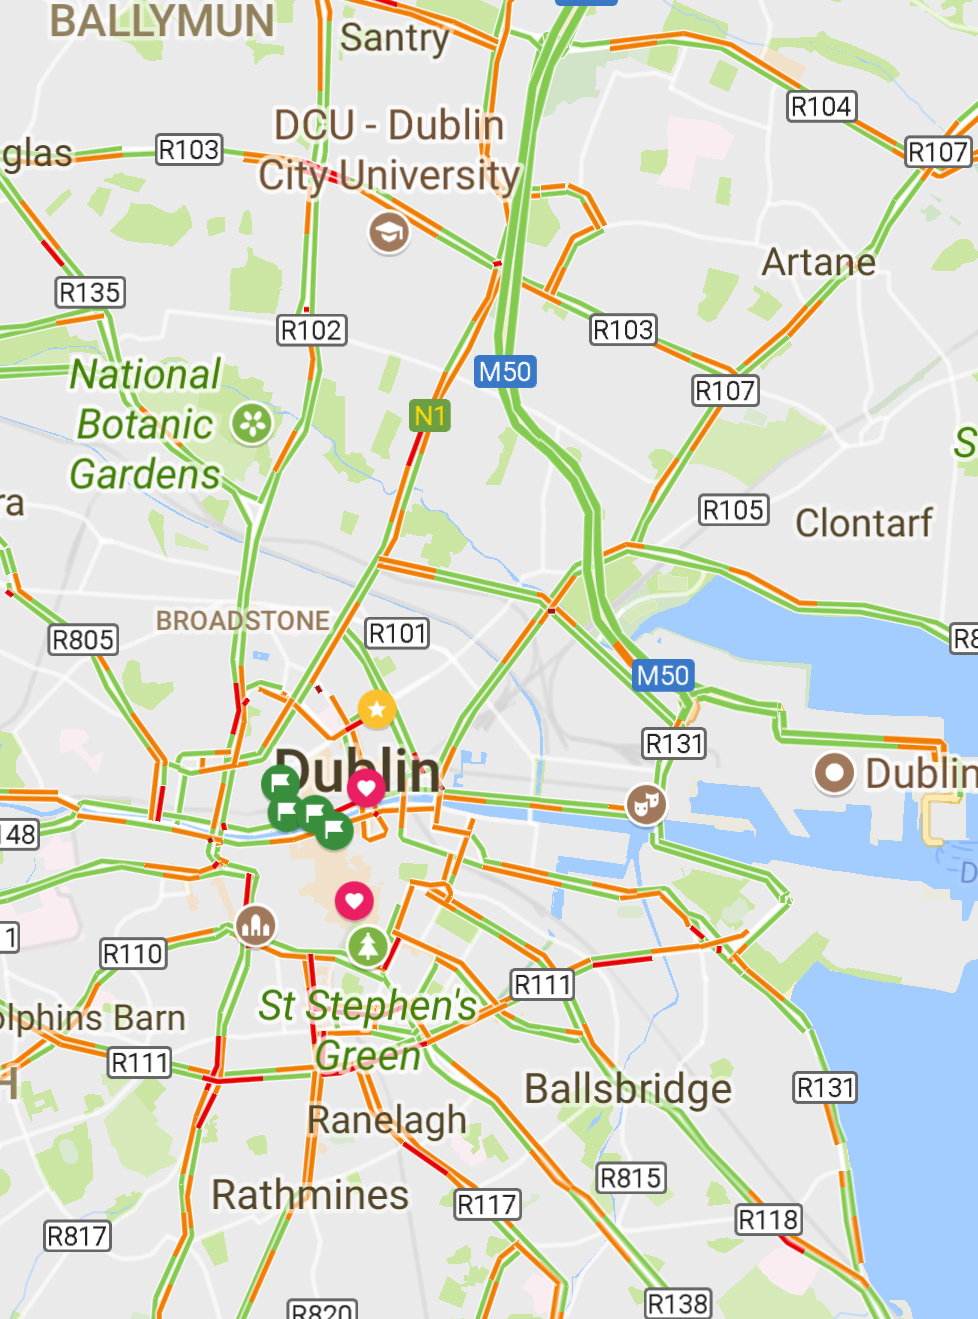 BALLYMUN
Santry
R104
DCU - Dublin
City University
glas
R103
R107
Artane
R135
R102
R103
M50
National
Botanic
Gardens
N1
R107
S
ra
R105
Clontarf
BROADSTONE
R101
R805
R8
M50
R131
Dublin
Dublin
148
D
1
R110
R111
St Stephen's
Green
olphins Barn
R111
H
Ballsbridge
R131
Ranelagh
Rathmines
R815
R117
R118
R817
R138
R820